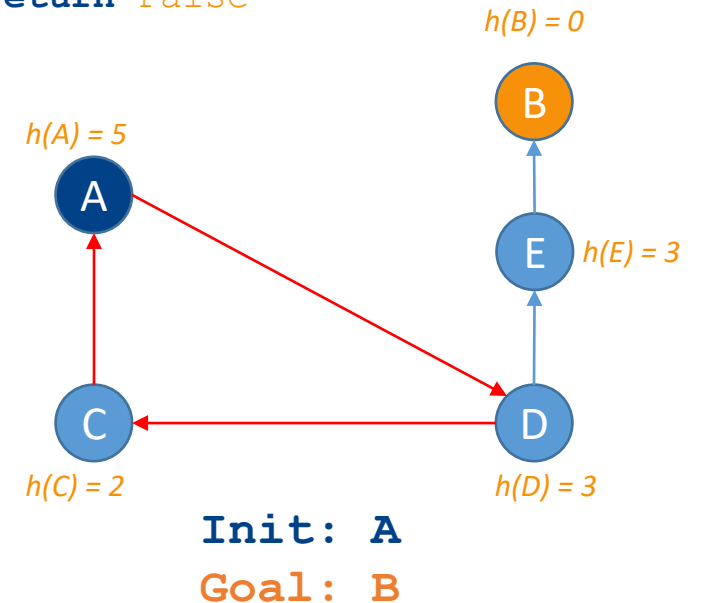 h(B) = 0
B
h(A) = 5
A
E
h(E) = 3
C
D
h(C) = 2
h(D) = 3
Init: A
Goal: B